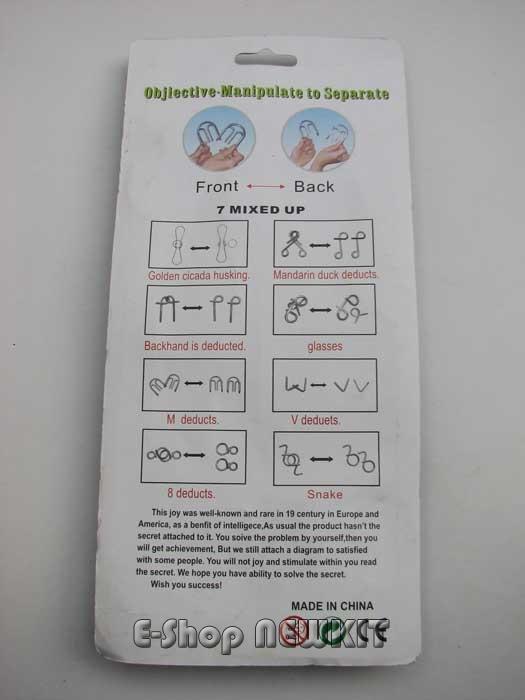 Objiective-Manipulate to Separate
Front Back
7 MIXED UP
Golden cicada husking.
Mandarin duck deducts.
Backhand is deducted.
glasses
M deducts.
V deduets.
8 deducts.
Snake
This joy was well-known and rare in 19 century in Europe and
America, as a benfit of intelligece,As usual the product hasn't the
secret attached to it. You soive the problem by yourself,then you
will get achievement, But we still attach a diagram to satisfied
with some people. You will not joy and stimulate within you read
the secret. We hope you have ability to solve the secret.
Wish you success!
MADE IN CHINA
E-Shop NEWKIT
CE